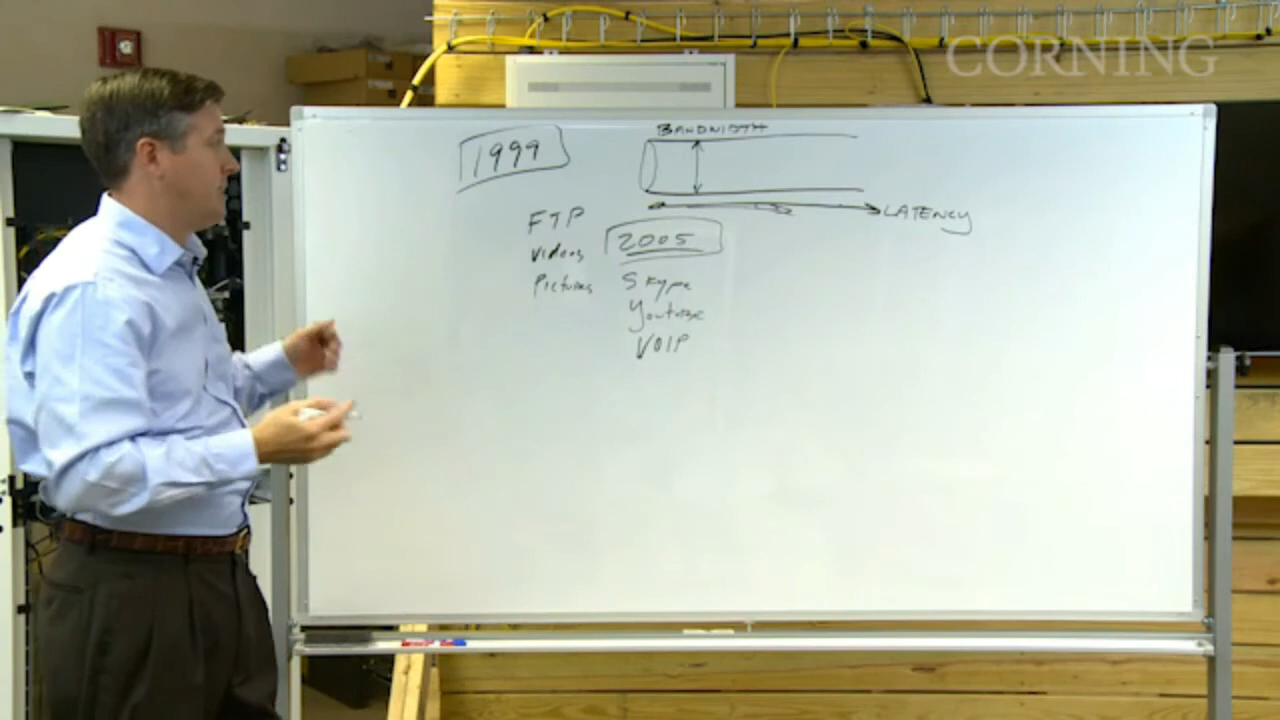 CORNING
1999
BANDWIDTH
LATENCY
FTP
Videos
Pictures
2005
Skype
Youtube
VOIP